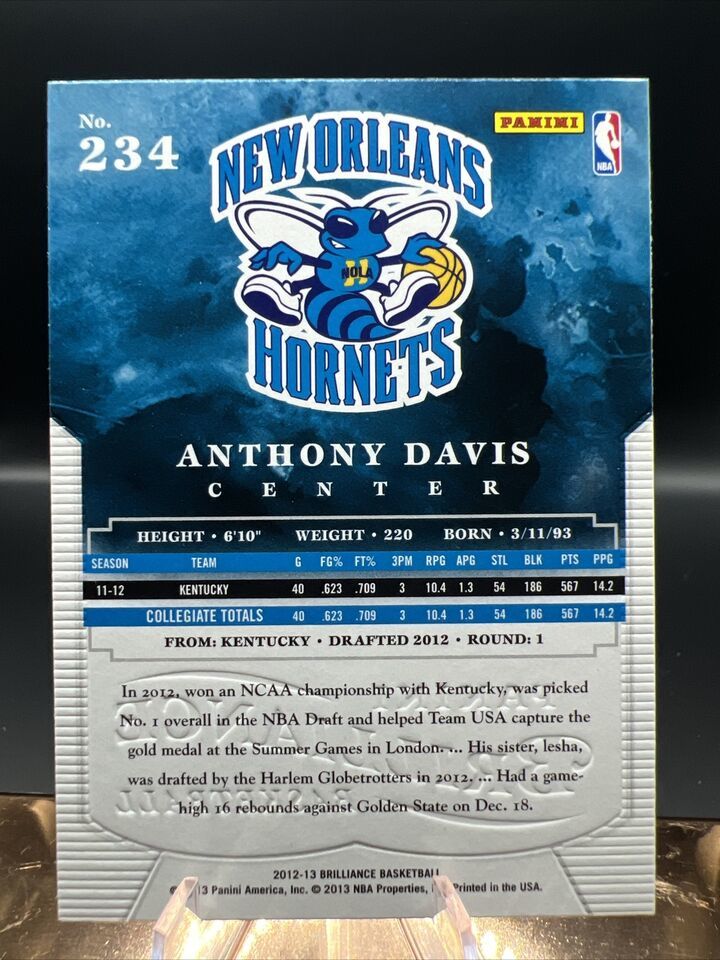 No.
234
PANINI
NBA
NEW ORLEANS
NOLA
H
HORNETS
ANTHONY DAVIS
CENTER
HEIGHT • 6'10" WEIGHT • 220 BORN • 3/11/93
SEASON TEAM G FG% FT% 3PM RPG APG STL BLK PTS PPG
11-12 KENTUCKY 40 .623 .709 3 10.4 1.3 54 186 567 14.2
COLLEGIATE TOTALS 40 .623 .709 3 10.4 1.3 54 186 567 14.2
FROM: KENTUCKY • DRAFTED 2012 • ROUND: 1
In 2012, won an NCAA championship with Kentucky, was picked
No. 1 overall in the NBA Draft and helped Team USA capture the
gold medal at the Summer Games in London. ... His sister, Iesha,
was drafted by the Harlem Globetrotters in 2012. ... Had a game-
high 16 rebounds against Golden State on Dec. 18.
2012-13 BRILLIANCE BASKETBALL
13 Panini America, Inc. © 2013 NBA Properties, Printed in the USA.